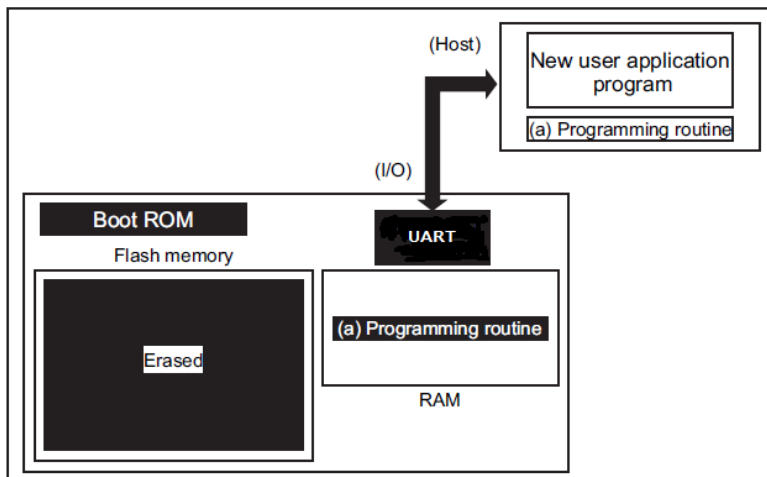 (Host)
New user application
program
(a) Programming routine
(I/O)
Boot ROM
UART
Flash memory
(a) Programming routine
Erased
RAM